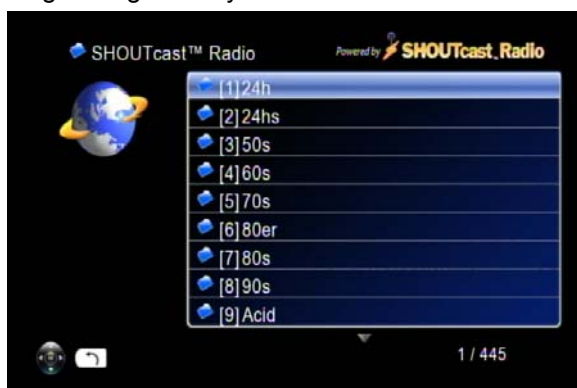 SHOUTcast™ Radio
Powered by SHOUTcast Radio
[1]24h
[2]24hs
[3]50s
[4]60s
[5]70s
[6]80er
[7]80s
[8]90s
[9]Acid
1 / 445